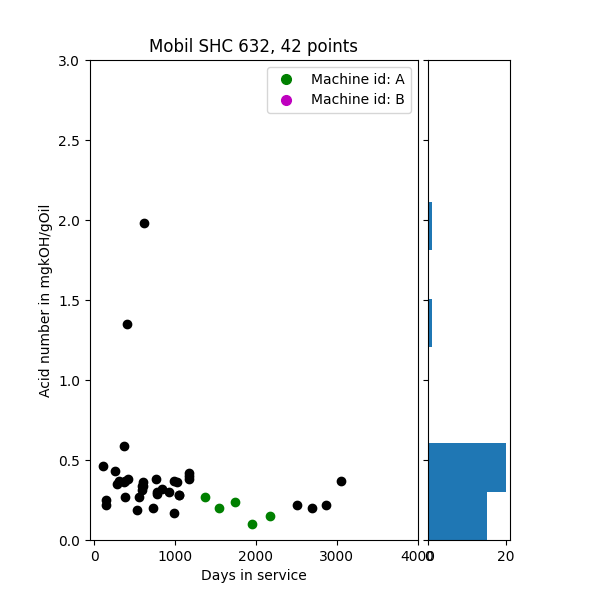 Mobil SHC 632, 42 points
Machine id: A
Machine id: B
3.0
2.5
2.0
1.5
1.0
0.5
0.0
Acid number in mgkOH/gOil
0 1000 2000 3000 4000
0 20
Days in service